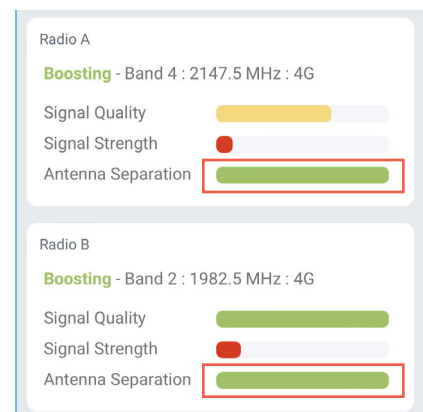 Radio A
Boosting - Band 4 : 2147.5 MHz : 4G
Signal Quality
Signal Strength
Antenna Separation
Radio B
Boosting - Band 2 : 1982.5 MHz : 4G
Signal Quality
Signal Strength
Antenna Separation